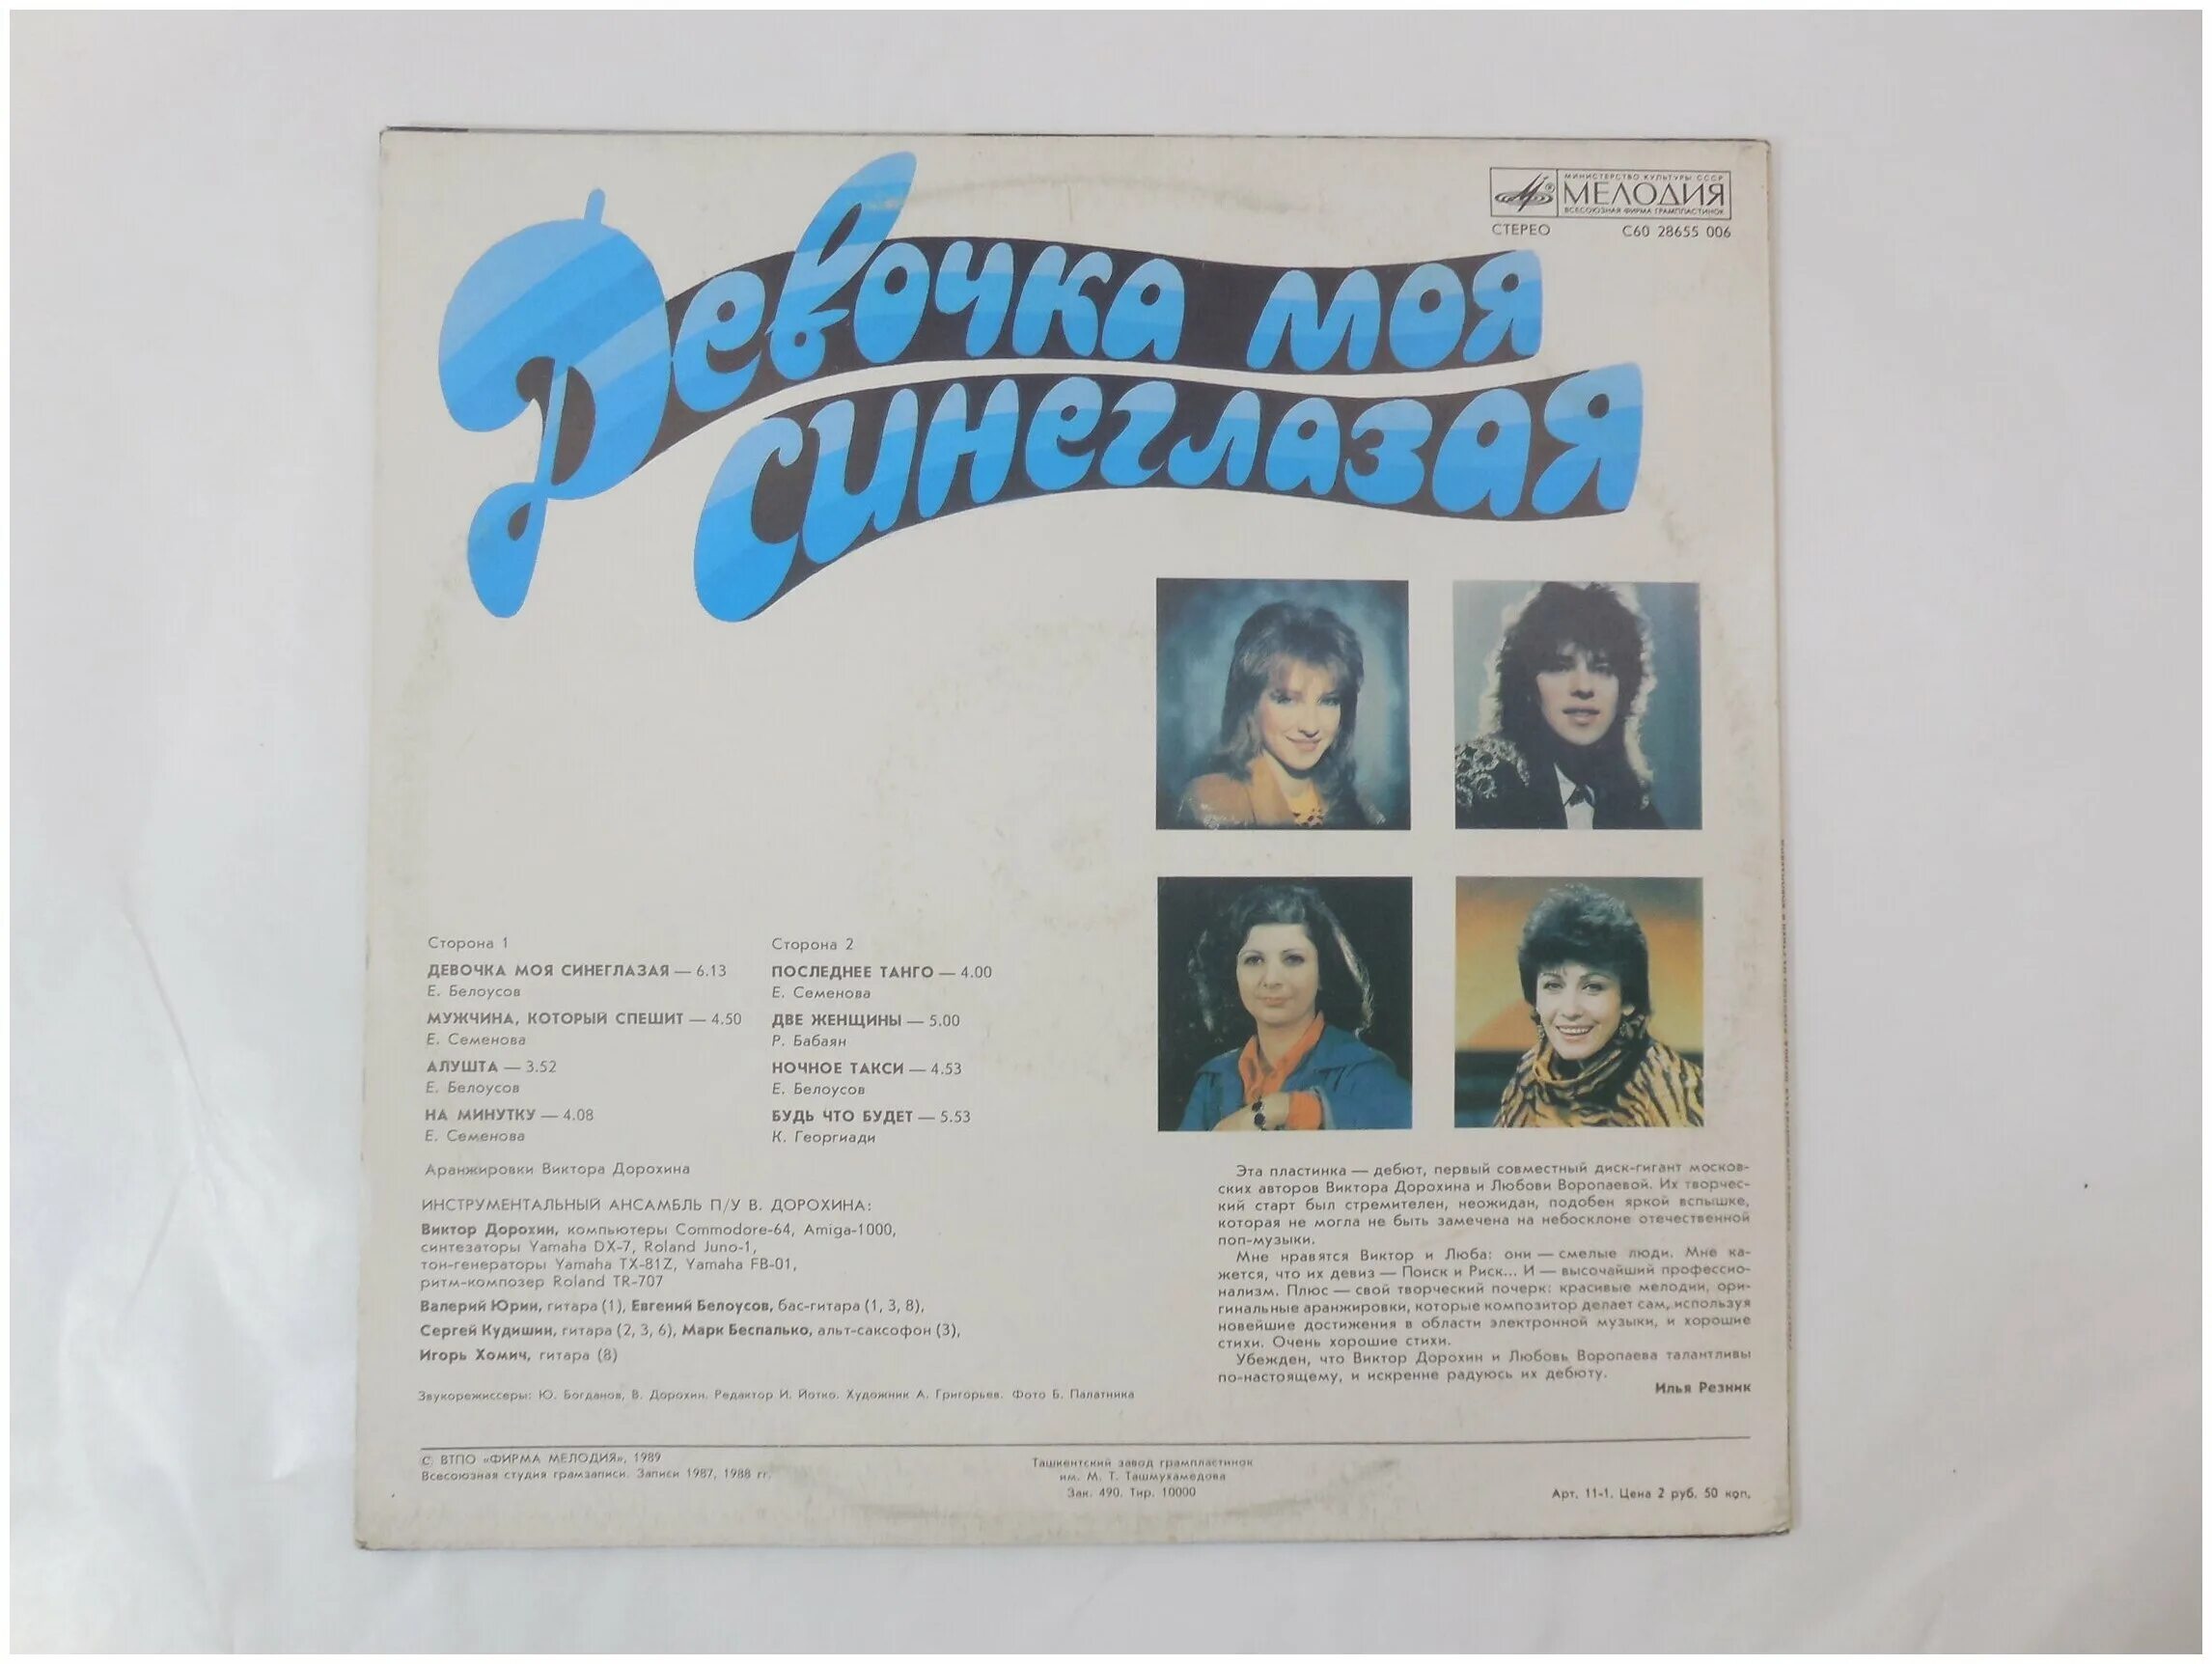 Девочка моя
синеглазая
МИНИСТЕРСТВО КУЛЬТУРЫ СССР
МЕЛОДИЯ
ВСЕСОЮЗНАЯ ФИРМА ГРАМПЛАСТИНОК
СТЕРЕО С60 28655 006
Сторона 1
ДЕВОЧКА МОЯ СИНЕГЛАЗАЯ — 6.13
Е. Белоусов
МУЖЧИНА, КОТОРЫЙ СПЕШИТ — 4.50
Е. Семенова
АЛУШТА — 3.52
Е. Белоусов
НА МИНУТКУ — 4.08
Е. Семенова
Сторона 2
ПОСЛЕДНЕЕ ТАНГО — 4.00
Е. Семенова
ДВЕ ЖЕНЩИНЫ — 5.00
Р. Бабаян
НОЧНОЕ ТАКСИ — 4.53
Е. Белоусов
БУДЬ ЧТО БУДЕТ — 5.53
К. Георгиади
Аранжировки Виктора Дорохина
ИНСТРУМЕНТАЛЬНЫЙ АНСАМБЛЬ П/У В. ДОРОХИНА:
Виктор Дорохин, компьютеры Commodore-64, Amiga-1000,
синтезаторы Yamaha DX-7, Roland Juno-1,
тон-генераторы Yamaha TX-81Z, Yamaha FB-01,
ритм-композер Roland TR-707
Валерий Юрин, гитара (1), Евгений Белоусов, бас-гитара (1, 3, 8),
Сергей Кудишин, гитара (2, 3, 6), Марк Беспалько, альт-саксофон (3),
Игорь Хомич, гитара (8)
Звукорежиссеры: Ю. Богданов, В. Дорохин. Редактор И. Йотко. Художник А. Григорьев. Фото Б. Палатника
Эта пластинка — дебют, первый совместный диск-гигант москов-
ских авторов Виктора Дорохина и Любови Воропаевой. Их творчес-
кий старт был стремителен, неожидан, подобен яркой вспышке,
которая не могла не быть замечена на небосклоне отечественной
поп-музыки.
Мне нравятся Виктор и Люба: они — смелые люди. Мне ка-
жется, что их девиз — Поиск и Риск... И — высочайший профессио-
нализм. Плюс — свой творческий почерк: красивые мелодии, ори-
гинальные аранжировки, которые композитор делает сам, используя
новейшие достижения в области электронной музыки, и хорошие
стихи. Очень хорошие стихи.
Убежден, что Виктор Дорохин и Любовь Воропаева талантливы
по-настоящему, и искренне радуюсь их дебюту.
Илья Резник
С ВТПО «ФИРМА МЕЛОДИЯ», 1989
Всесоюзная студия грамзаписи. Записи 1987, 1988 гг.
Ташкентский завод грампластинок
им. М. Т. Ташмухамедова
Зак. 490. Тир. 10000
Арт. 11-1. Цена 2 руб. 50 коп.